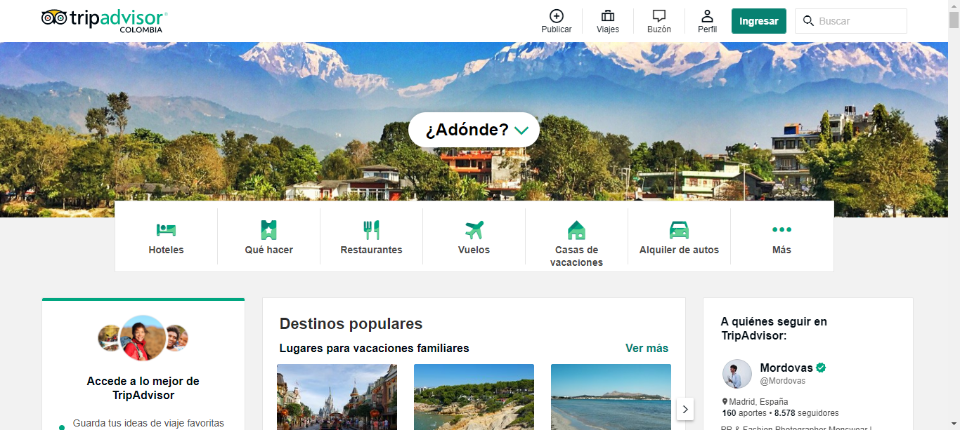 tripadvisor®
COLOMBIA
Publicar
Viajes
Buzón
Perfil
Ingresar
Buscar
¿Adónde?
Hoteles
Qué hacer
Restaurantes
Vuelos
Casas de
vacaciones
Alquiler de autos
Más
Accede a lo mejor de
TripAdvisor
Guarda tus ideas de viaje favoritas
Destinos populares
Lugares para vacaciones familiares
Ver más
A quiénes seguir en
TripAdvisor:
Mordovas
@Mordovas
Madrid, España
160 aportes • 8.578 seguidores
PR & Fashion Photographer Menswear |